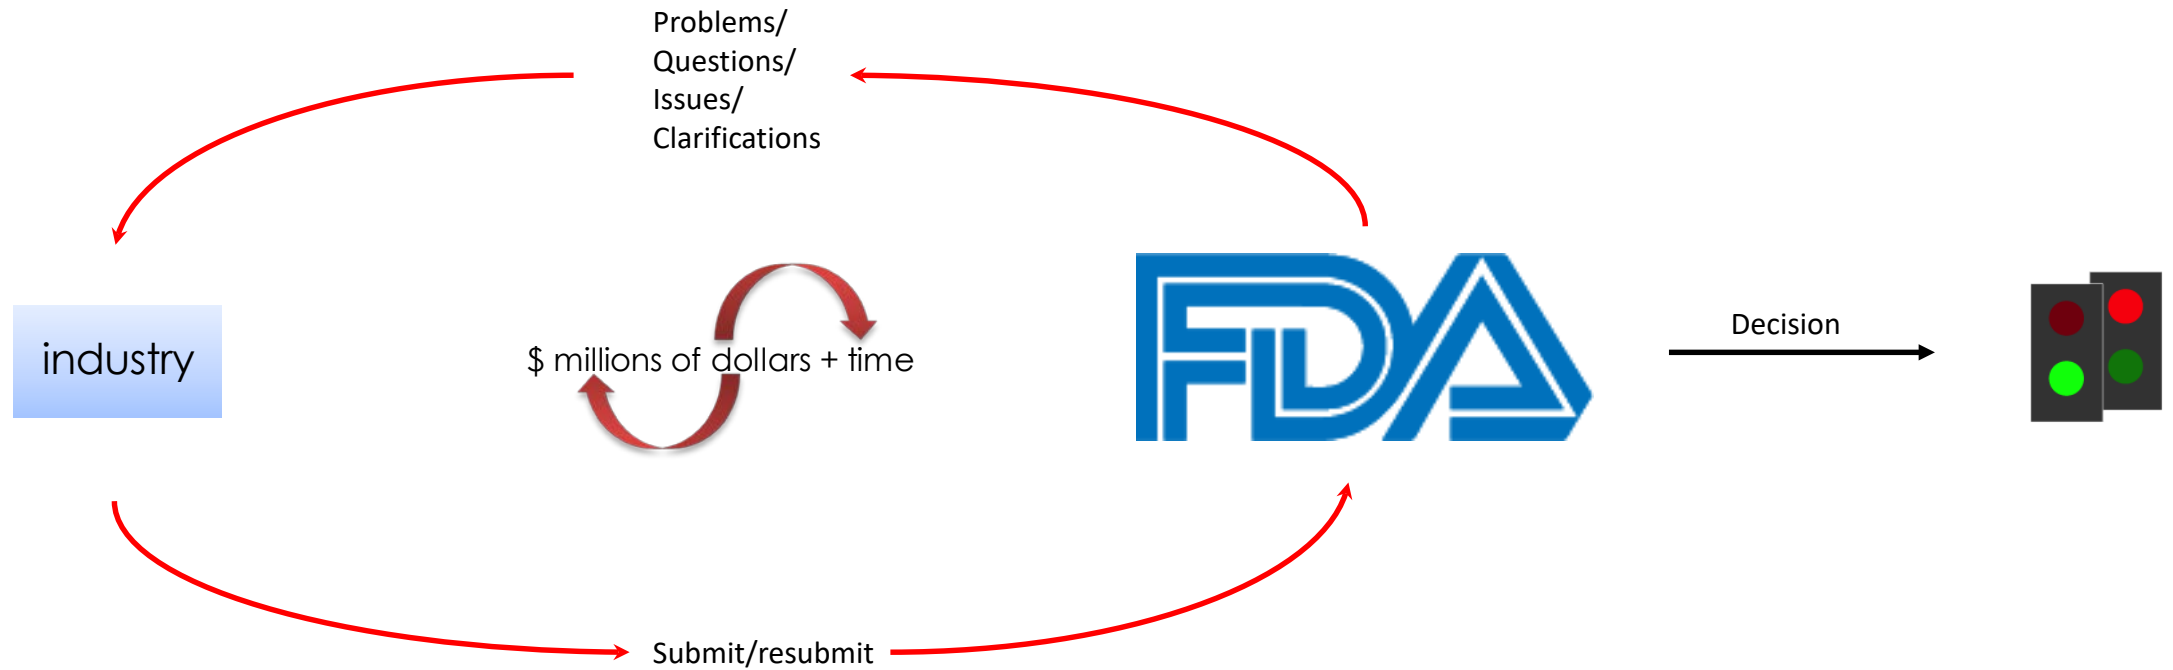 Problems/
Questions/
Issues/
Clarifications
industry
$ millions of dollars + time
FDA
Decision
Submit/resubmit